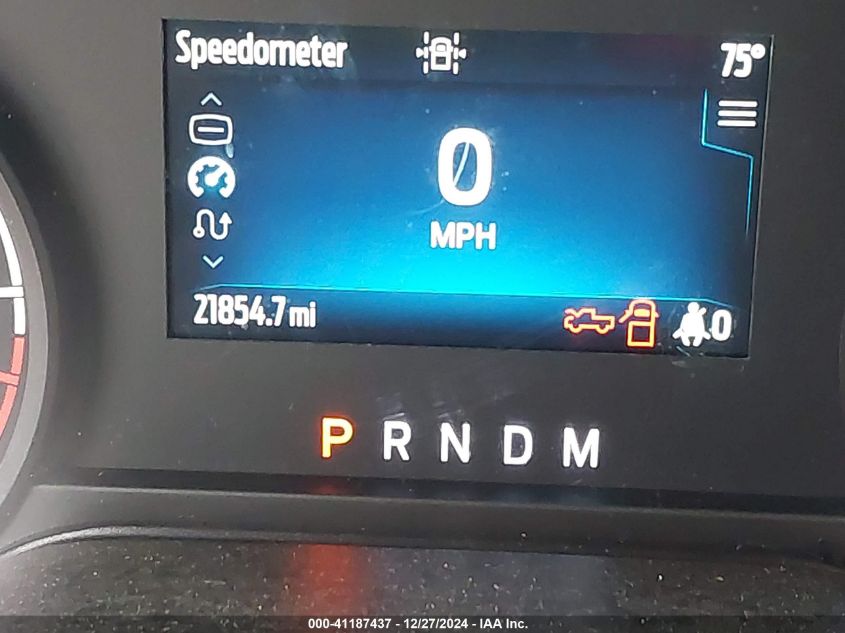 Speedometer 75°
0
MPH
21854.7 mi 0
P R N D M
000-41187437 - 12/27/2024 - IAA Inc.